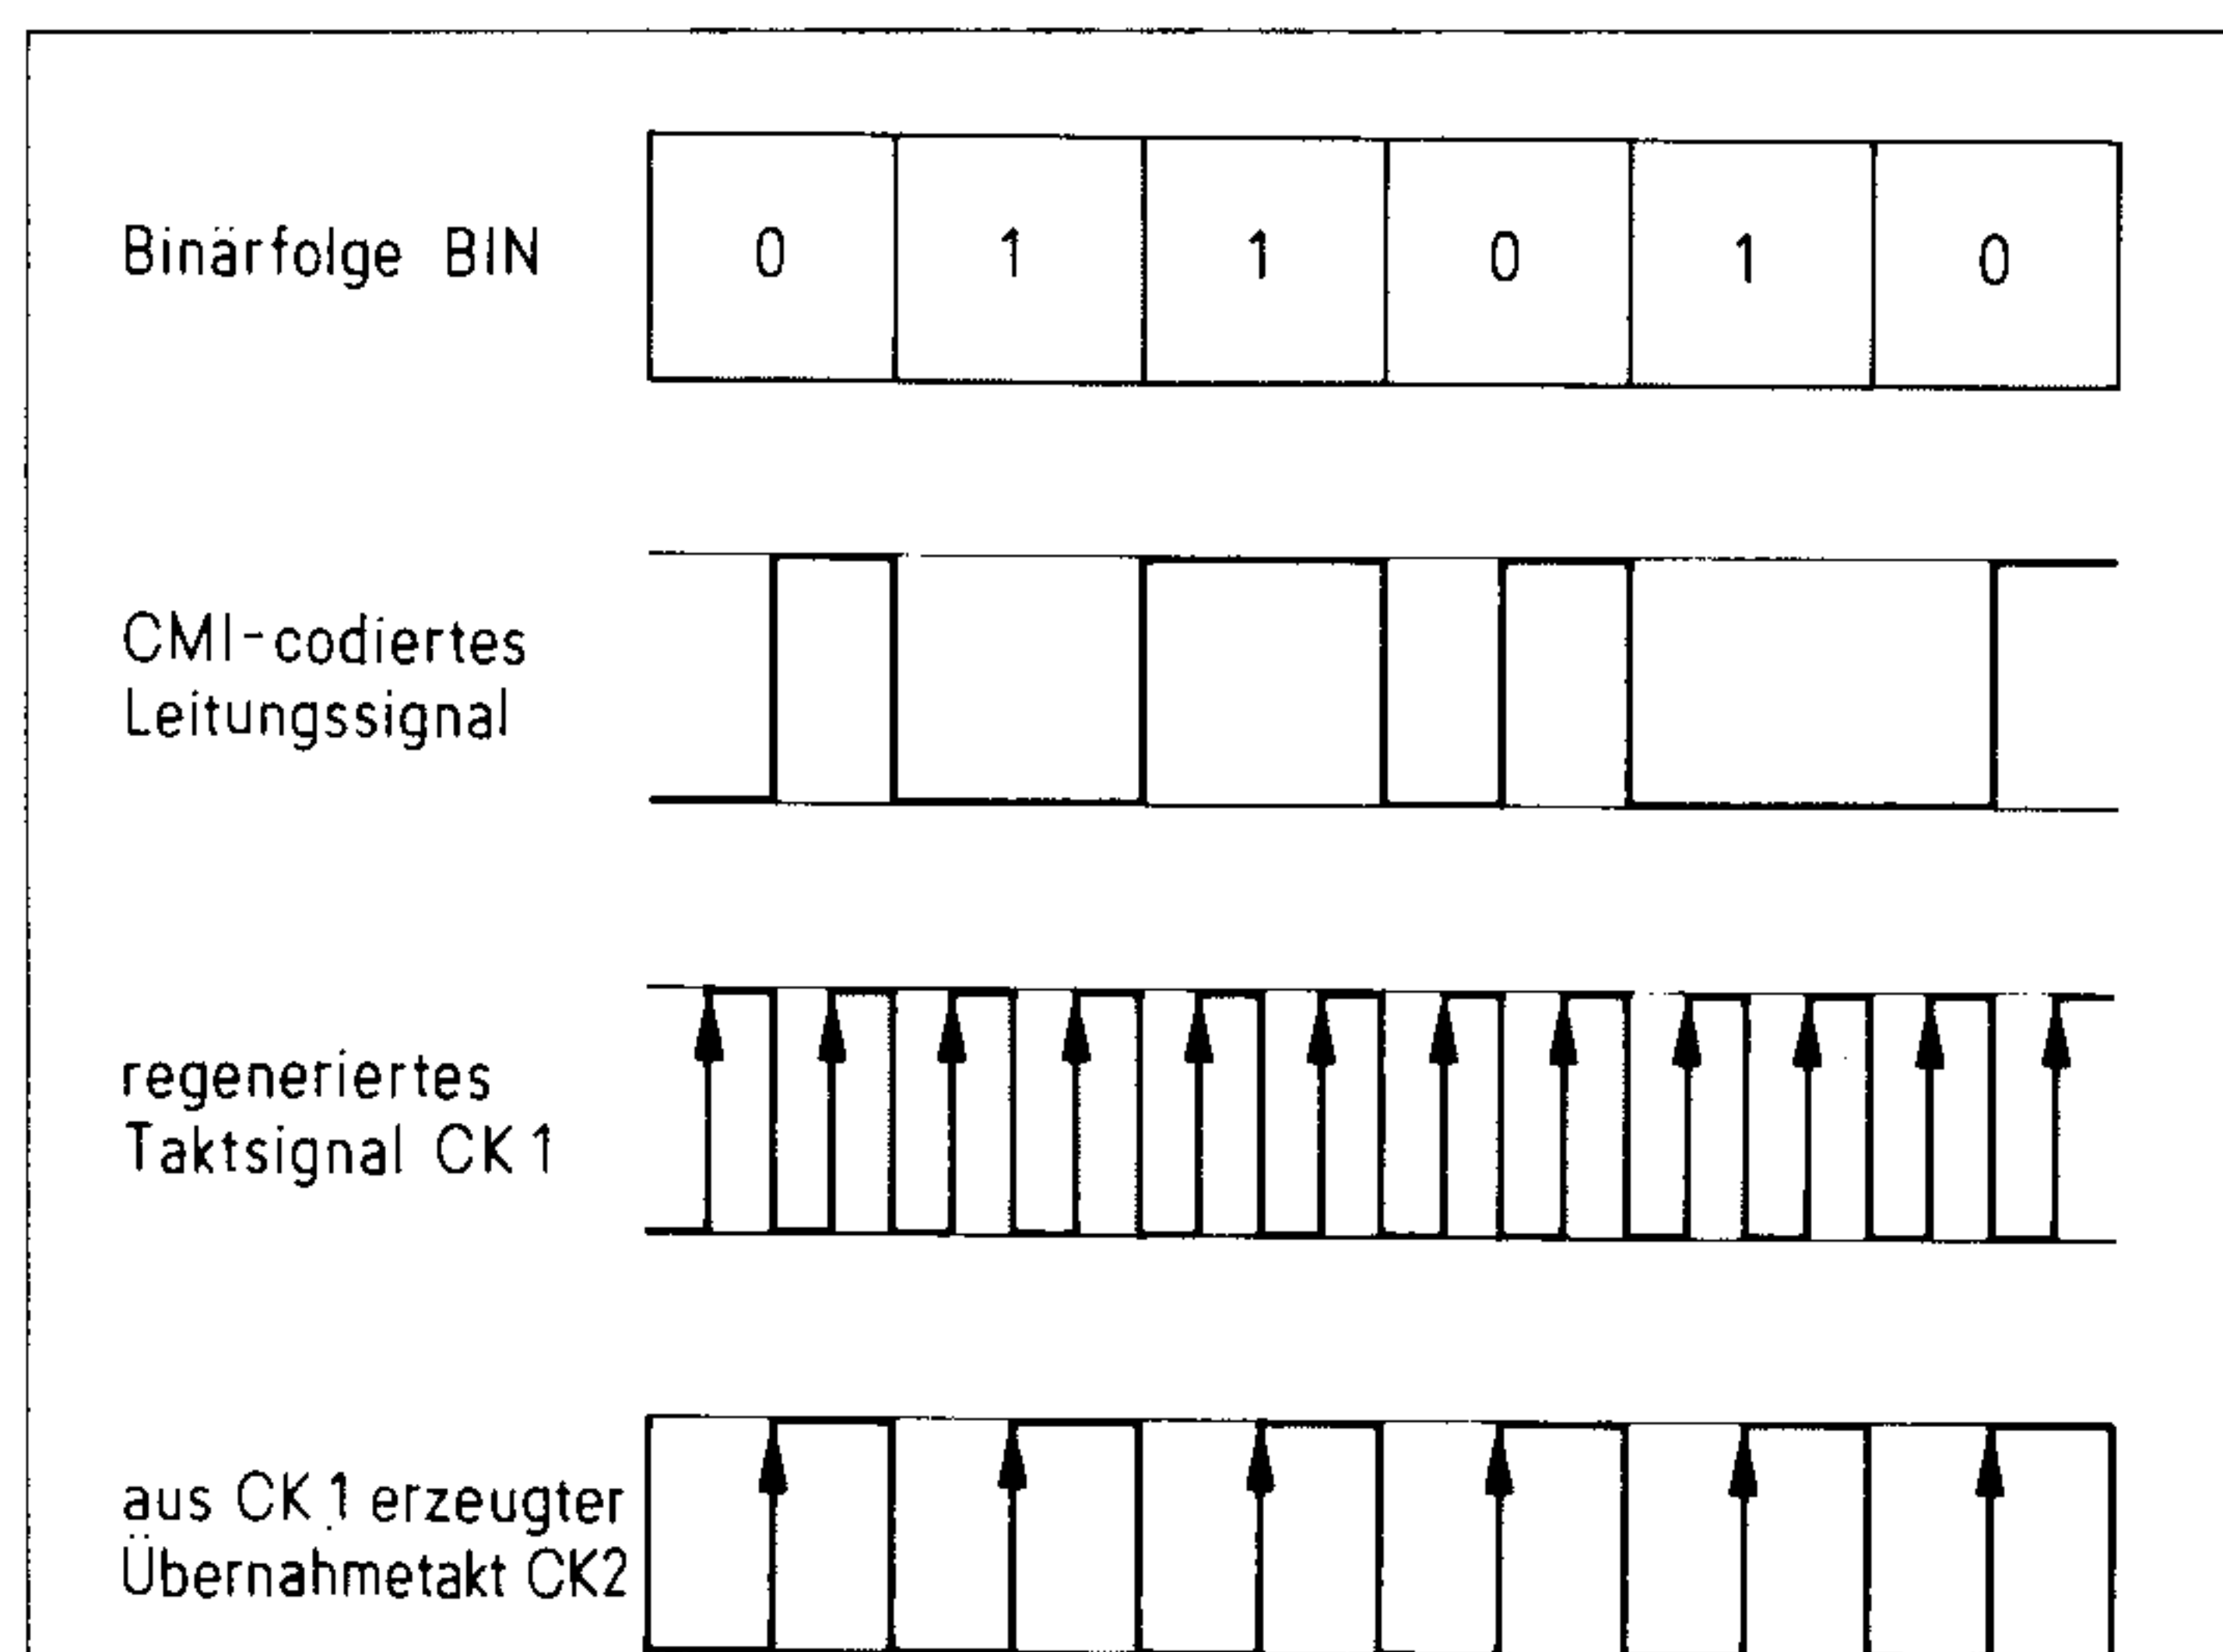 Binärfolge BIN 0 1 1 0 1 0
CMI-codiertes
Leitungssignal
regeneriertes
Taktsignal CK1
aus CK1 erzeugter
Übernahmetakt CK2